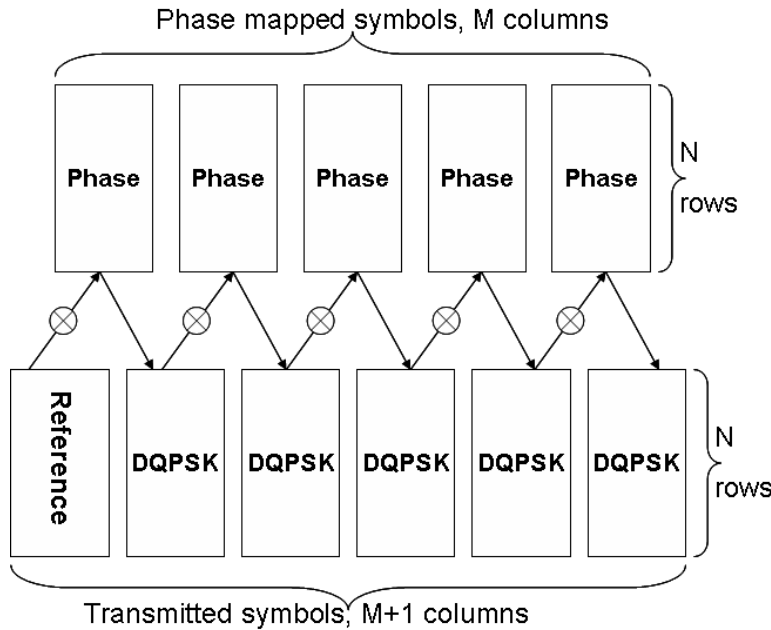 Phase mapped symbols, M columns
Phase Phase Phase Phase Phase
N
rows
Reference
DQPSK DQPSK DQPSK DQPSK DQPSK
N
rows
Transmitted symbols, M+1 columns